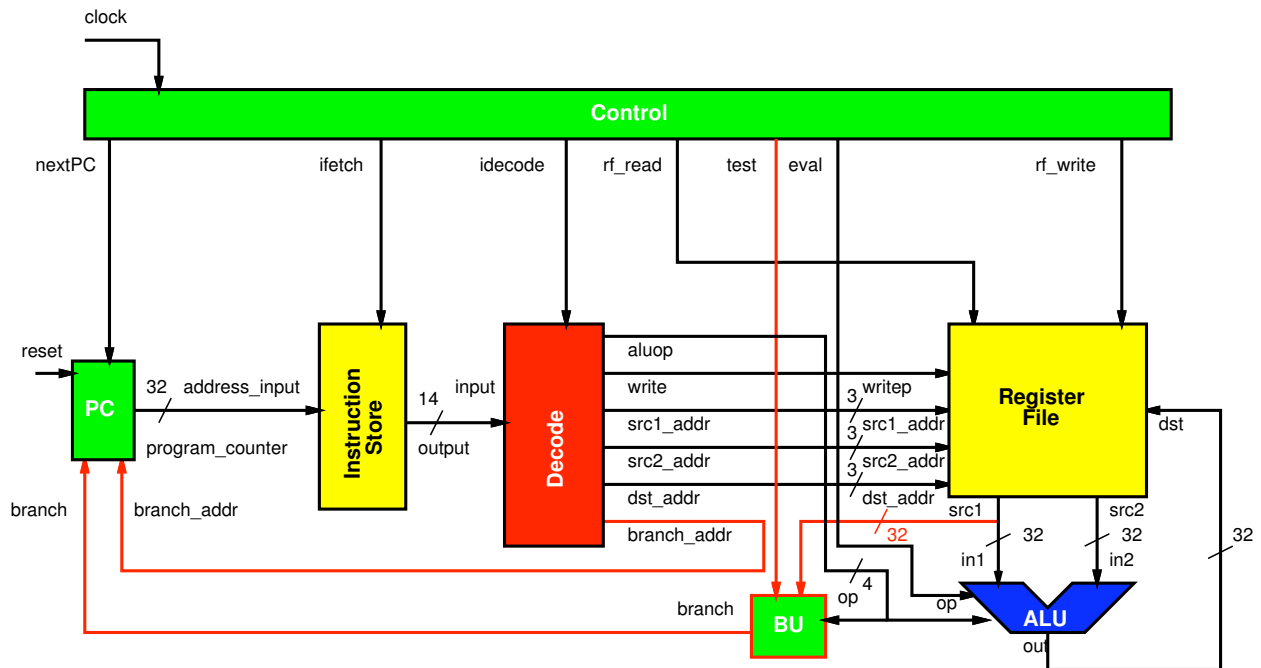 clock
Control
nextPC
ifetch
idecode
rf_read
test
eval
rf_write
reset
PC
32
address_input
program_counter
Instruction
Store
14
input
output
Decode
aluop
write
writep
3
src1_addr
src1_addr
3
src2_addr
src2_addr
3
dst_addr
dst_addr
branch_addr
Register
File
dst
src1
src2
branch
branch_addr
32
32
32
32
in1
in2
4
op
op
branch
BU
ALU
out